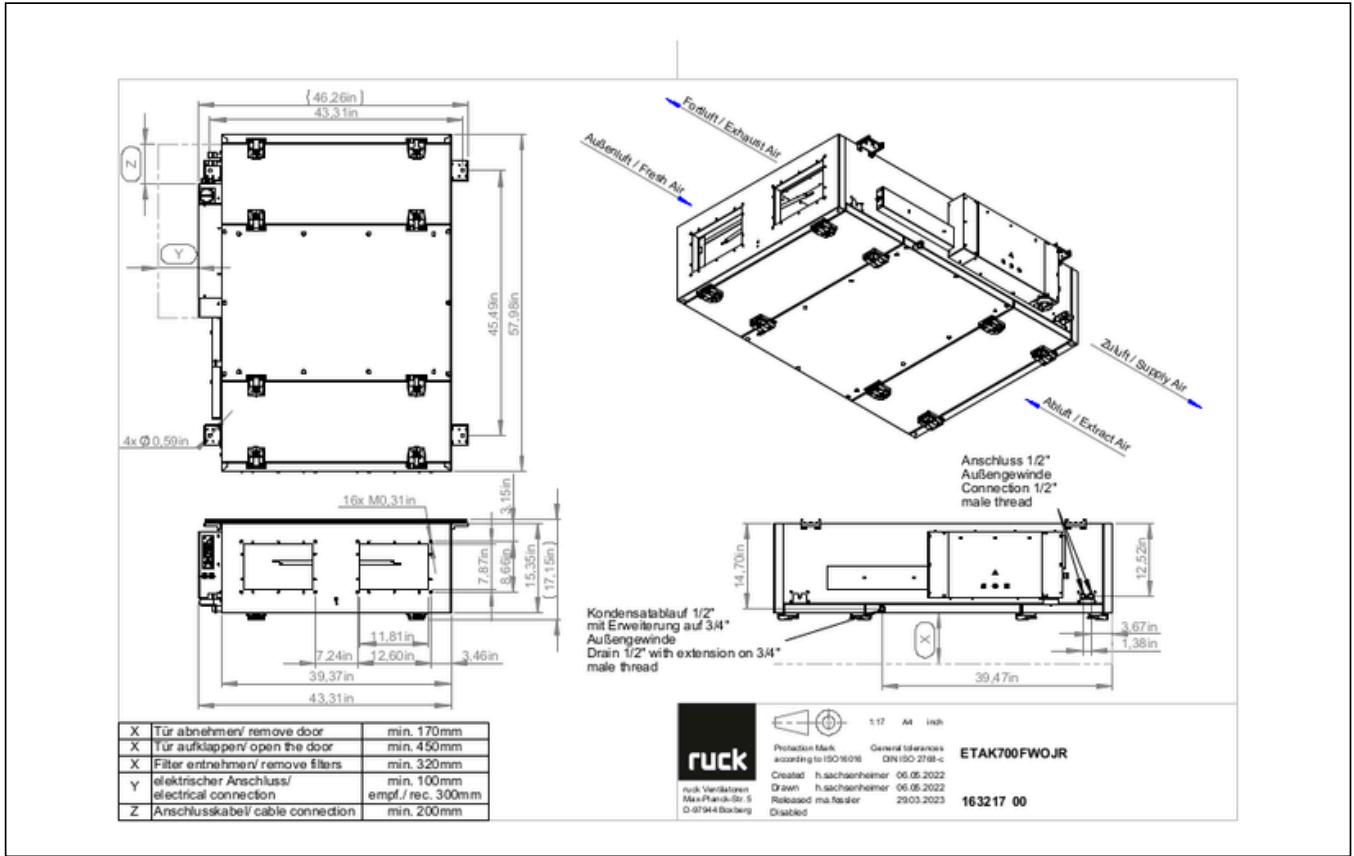 { 46,26in }
43,31in
Z
Y
45,49in
57,98in
4x Ø 0,59in
Fortluft / Exhaust Air
Außenluft / Fresh Air
Zuluft / Supply Air
Abluft / Extract Air
Anschluss 1/2"
Außengewinde
Connection 1/2"
male thread
16x M0,31in
3,15in
7,87in
8,66in
15,35in
{ 17,15in }
11,81in
7,24in
12,60in
3,46in
39,37in
43,31in
14,70in
12,52in
Kondensatablauf 1/2"
mit Erweiterung auf 3/4"
Außengewinde
Drain 1/2" with extension on 3/4"
male thread
X
3,67in
1,38in
39,47in
X Tür abnehmen/ remove door min. 170mm
X Tür aufklappen/ open the door min. 450mm
X Filter entnehmen/ remove filters min. 320mm
Y elektrischer Anschluss/ electrical connection min. 100mm empf./ rec. 300mm
Z Anschlusskabel/ cable connection min. 200mm
ruck
ruck Ventilatoren
Max-Planck-Str. 5
D-97944 Boxberg
1:17 A4 inch
Protection Mark according to ISO16016
General tolerances DIN ISO 2768-c
ETAK700FWOJR
Created h.sachsenheimer 06.05.2022
Drawn h.sachsenheimer 06.05.2022
Released ma.fessler 29.03.2023
Disabled
163217 00